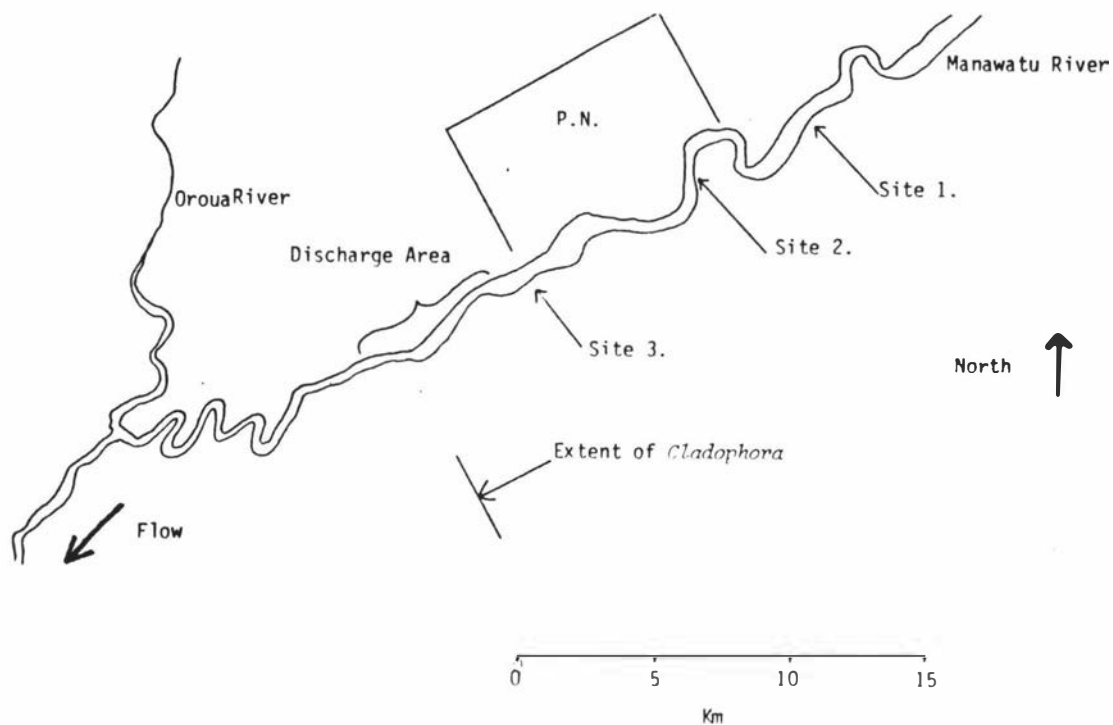 Manawatu River
P.N.
Oroua River
Site 1.
Discharge Area
Site 2.
Site 3.
North
Extent of Cladophora
Flow
0 5 10 15
Km